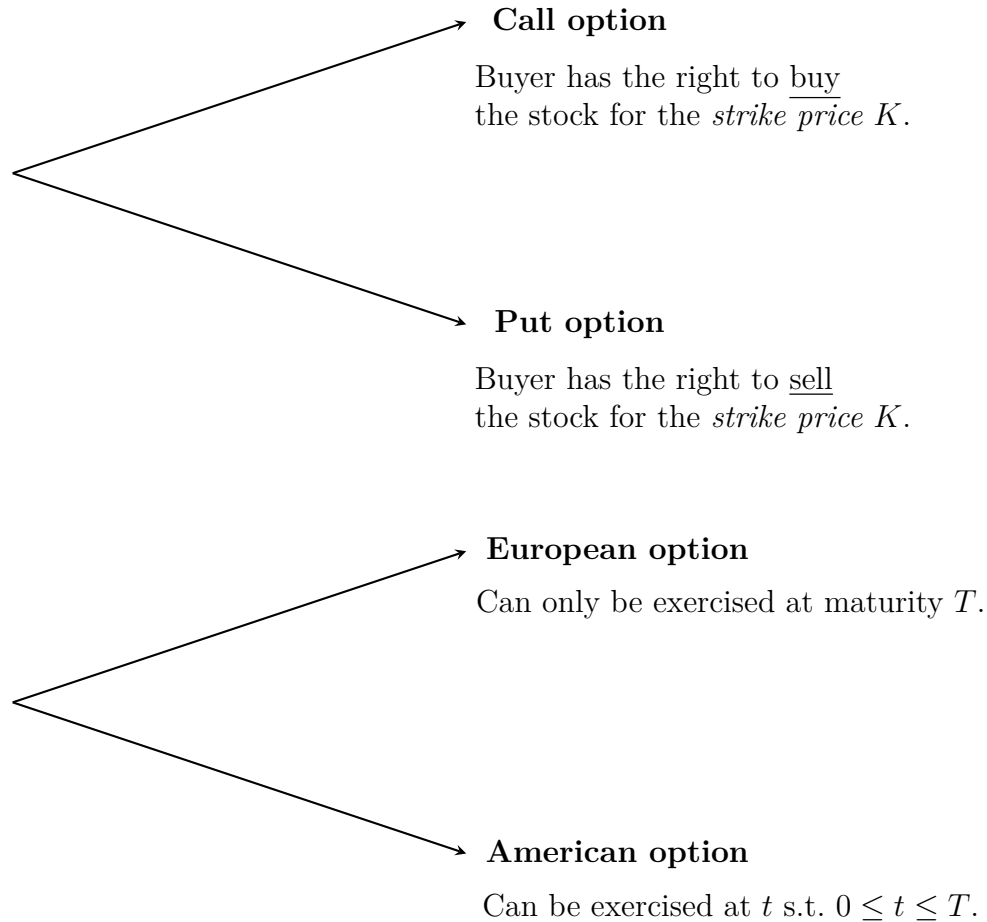 Call option
Buyer has the right to buy
the stock for the strike price K.
Put option
Buyer has the right to sell
the stock for the strike price K.
European option
Can only be exercised at maturity T.
American option
Can be exercised at t s.t. 0 ≤ t ≤ T.